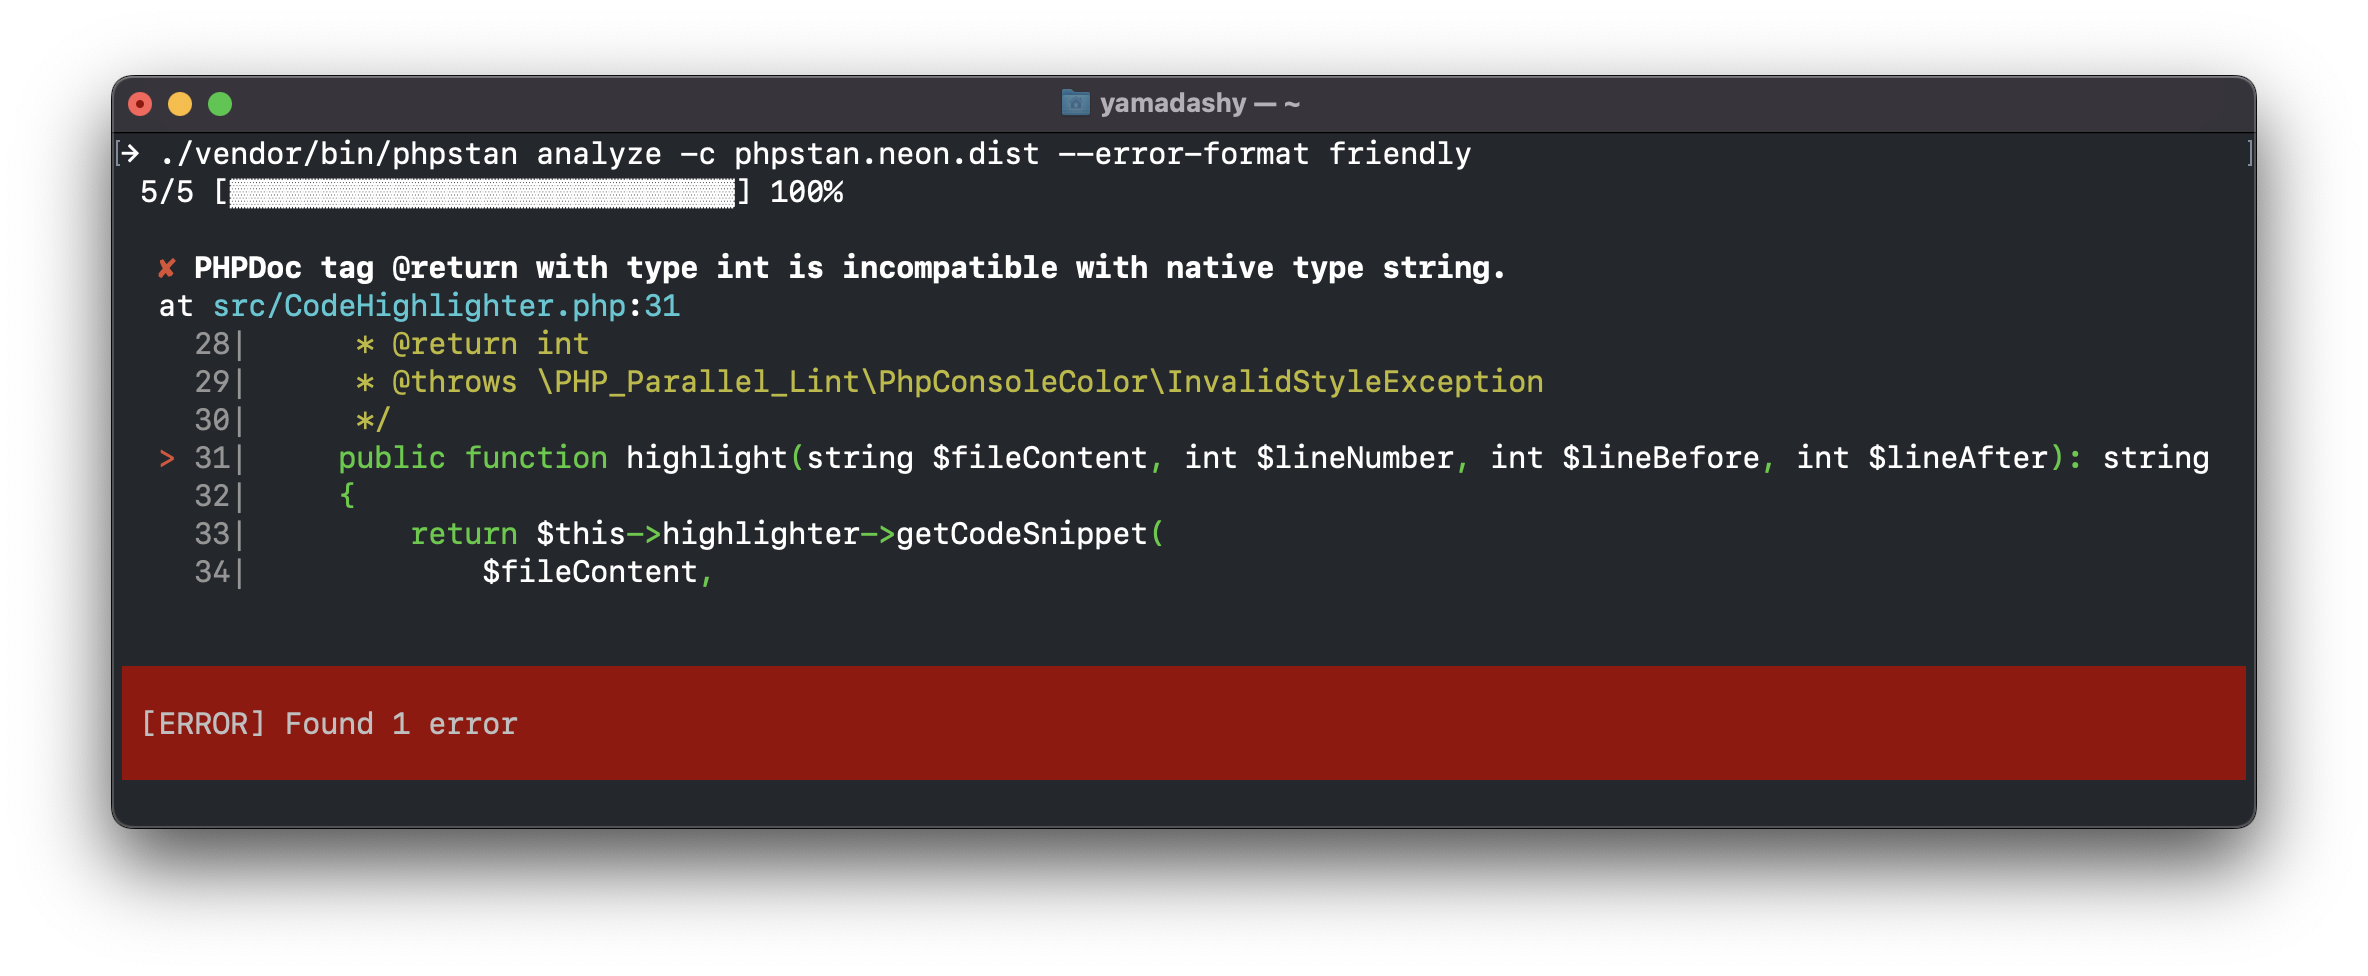 yamadashy — ~
[→ ./vendor/bin/phpstan analyze -c phpstan.neon.dist --error-format friendly ]
5/5 [▓▓▓▓▓▓▓▓▓▓▓▓▓▓▓▓▓▓▓▓▓▓▓▓▓▓▓▓] 100%
✘ PHPDoc tag @return with type int is incompatible with native type string.
at src/CodeHighlighter.php:31
28|      * @return int
29|      * @throws \PHP_Parallel_Lint\PhpConsoleColor\InvalidStyleException
30|      */
> 31|     public function highlight(string $fileContent, int $lineNumber, int $lineBefore, int $lineAfter): string
32|     {
33|         return $this->highlighter->getCodeSnippet(
34|             $fileContent,
[ERROR] Found 1 error